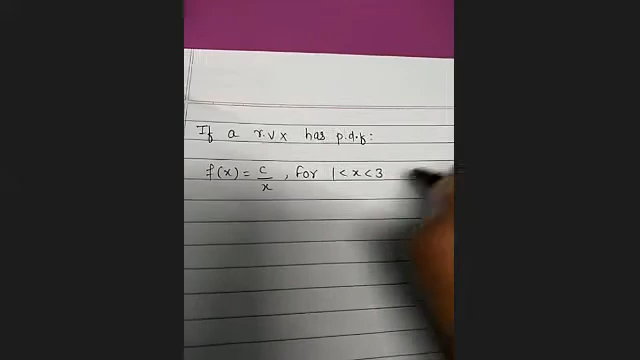 If a r.v x has p.d.f:
f(x) = c/x , for 1 < x < 3